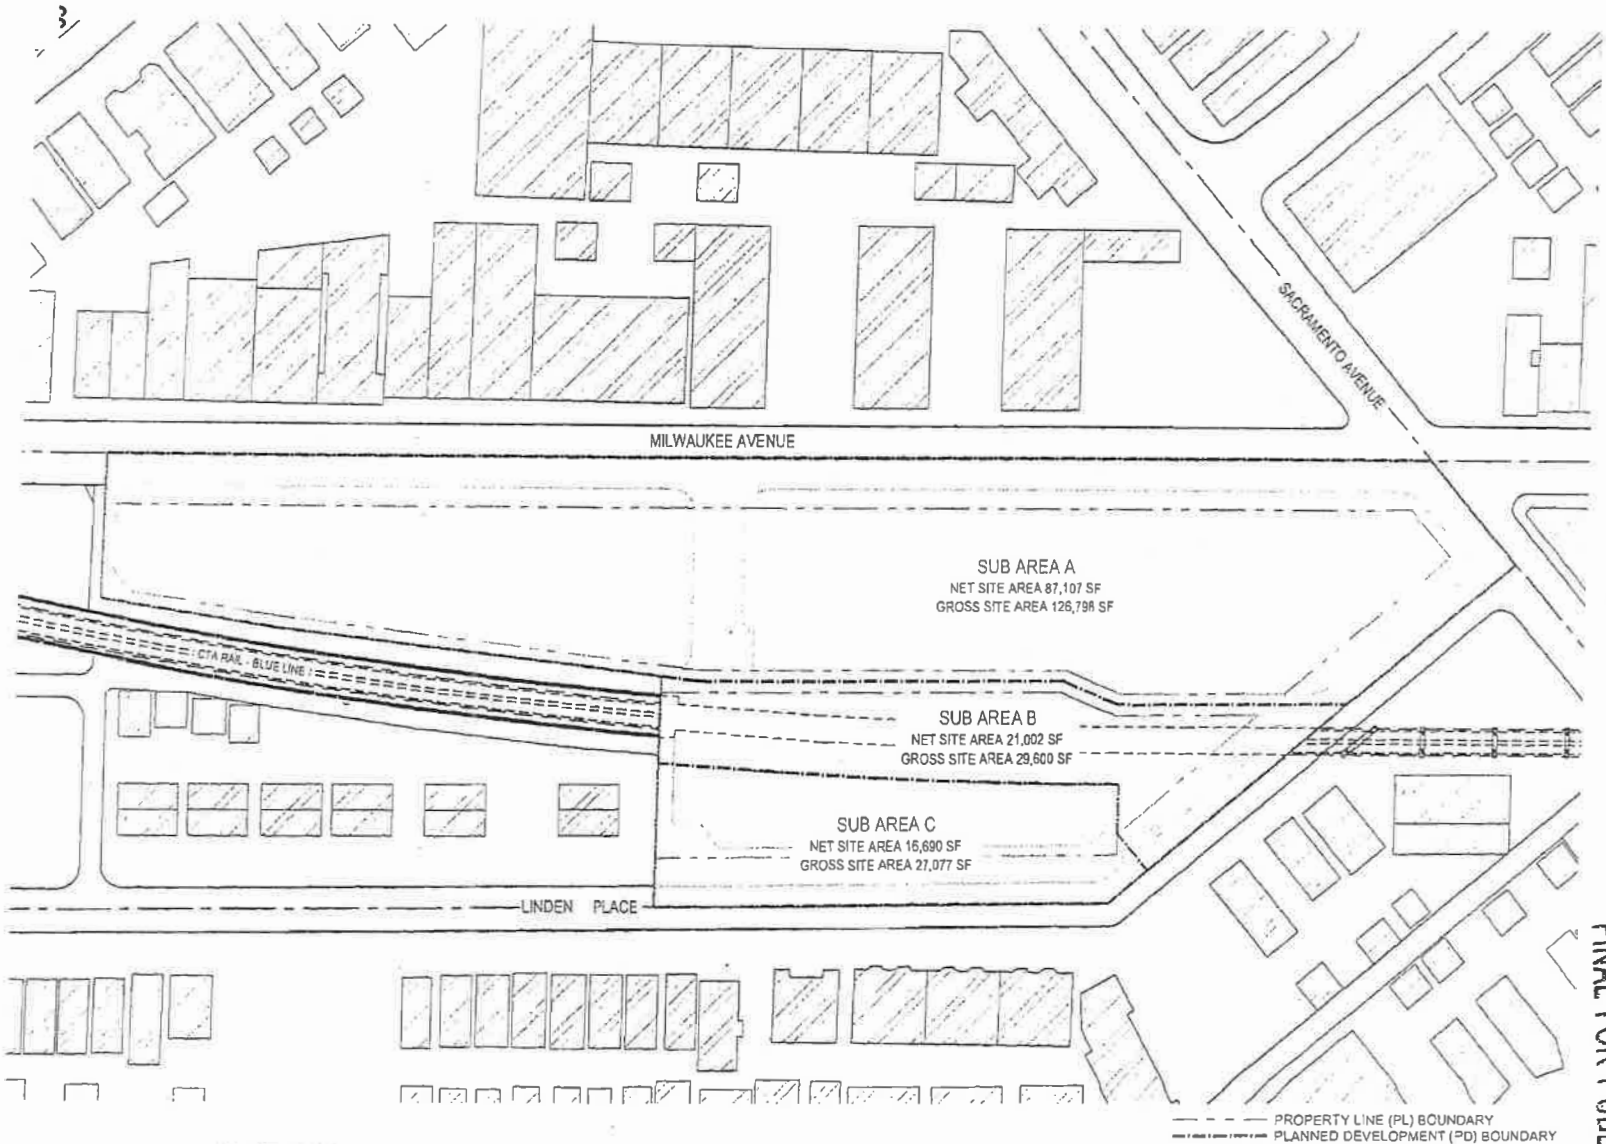 MILWAUKEE AVENUE
SACRAMENTO AVENUE
SUB AREA A
NET SITE AREA 87,107 SF
GROSS SITE AREA 126,798 SF
CTA RAIL - BLUE LINE
SUB AREA B
NET SITE AREA 21,002 SF
GROSS SITE AREA 29,600 SF
SUB AREA C
NET SITE AREA 16,690 SF
GROSS SITE AREA 27,077 SF
LINDEN PLACE
PROPERTY LINE (PL) BOUNDARY
PLANNED DEVELOPMENT (PD) BOUNDARY
FINAL FOR